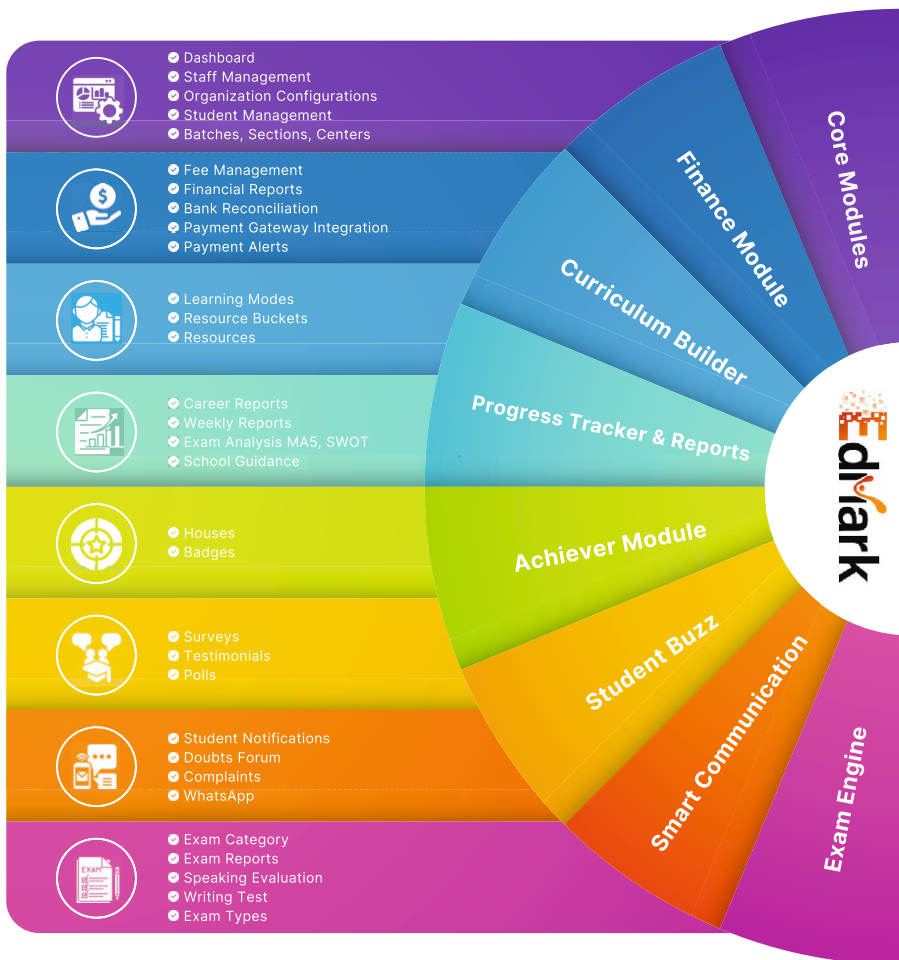 Dashboard
Staff Management
Organization Configurations
Student Management
Batches, Sections, Centers
Core Modules
Fee Management
Financial Reports
Bank Reconciliation
Payment Gateway Integration
Payment Alerts
Finance Module
Learning Modes
Resource Buckets
Resources
Curriculum Builder
Career Reports
Weekly Reports
Exam Analysis MA5, SWOT
School Guidance
Progress Tracker & Reports
Houses
Badges
Achiever Module
Surveys
Testimonials
Polls
Student Buzz
Student Notifications
Doubts Forum
Complaints
WhatsApp
Smart Communication
EXAM
Exam Category
Exam Reports
Speaking Evaluation
Writing Test
Exam Types
Exam Engine
EdMark